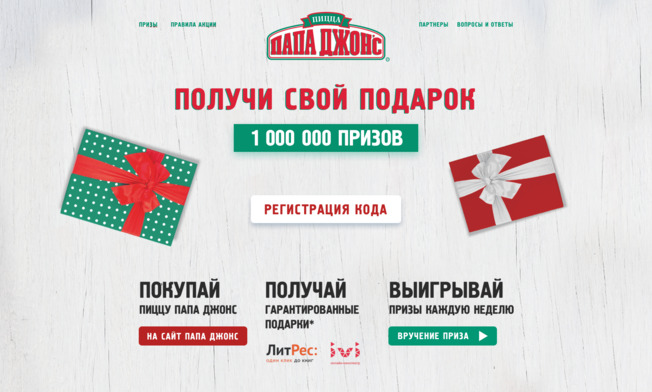 ПРИЗЫ
ПРАВИЛА АКЦИИ
ПИЦЦА
ПАПА ДЖОНС
ПАРТНЕРЫ
ВОПРОСЫ И ОТВЕТЫ
ПОЛУЧИ СВОЙ ПОДАРОК
1 000 000 ПРИЗОВ
РЕГИСТРАЦИЯ КОДА
ПОКУПАЙ
ПИЦЦУ ПАПА ДЖОНС
НА САЙТ ПАПА ДЖОНС
ПОЛУЧАЙ
ГАРАНТИРОВАННЫЕ
ПОДАРКИ*
ЛитРес:
один клик до книг
ivi
ВЫИГРЫВАЙ
ПРИЗЫ КАЖДУЮ НЕДЕЛЮ
ВРУЧЕНИЕ ПРИЗА